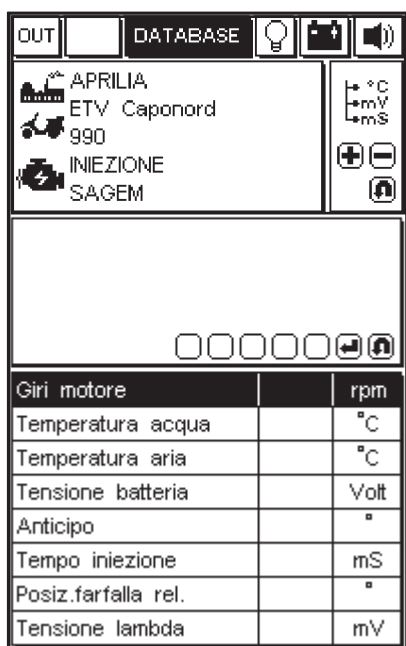 OUT DATABASE
APRILIA
ETV Caponord
990
INIEZIONE
SAGEM
°C
mV
mS
Giri motore rpm
Temperatura acqua °C
Temperatura aria °C
Tensione batteria Volt
Anticipo °
Tempo iniezione mS
Posiz.farfalla rel. °
Tensione lambda mV